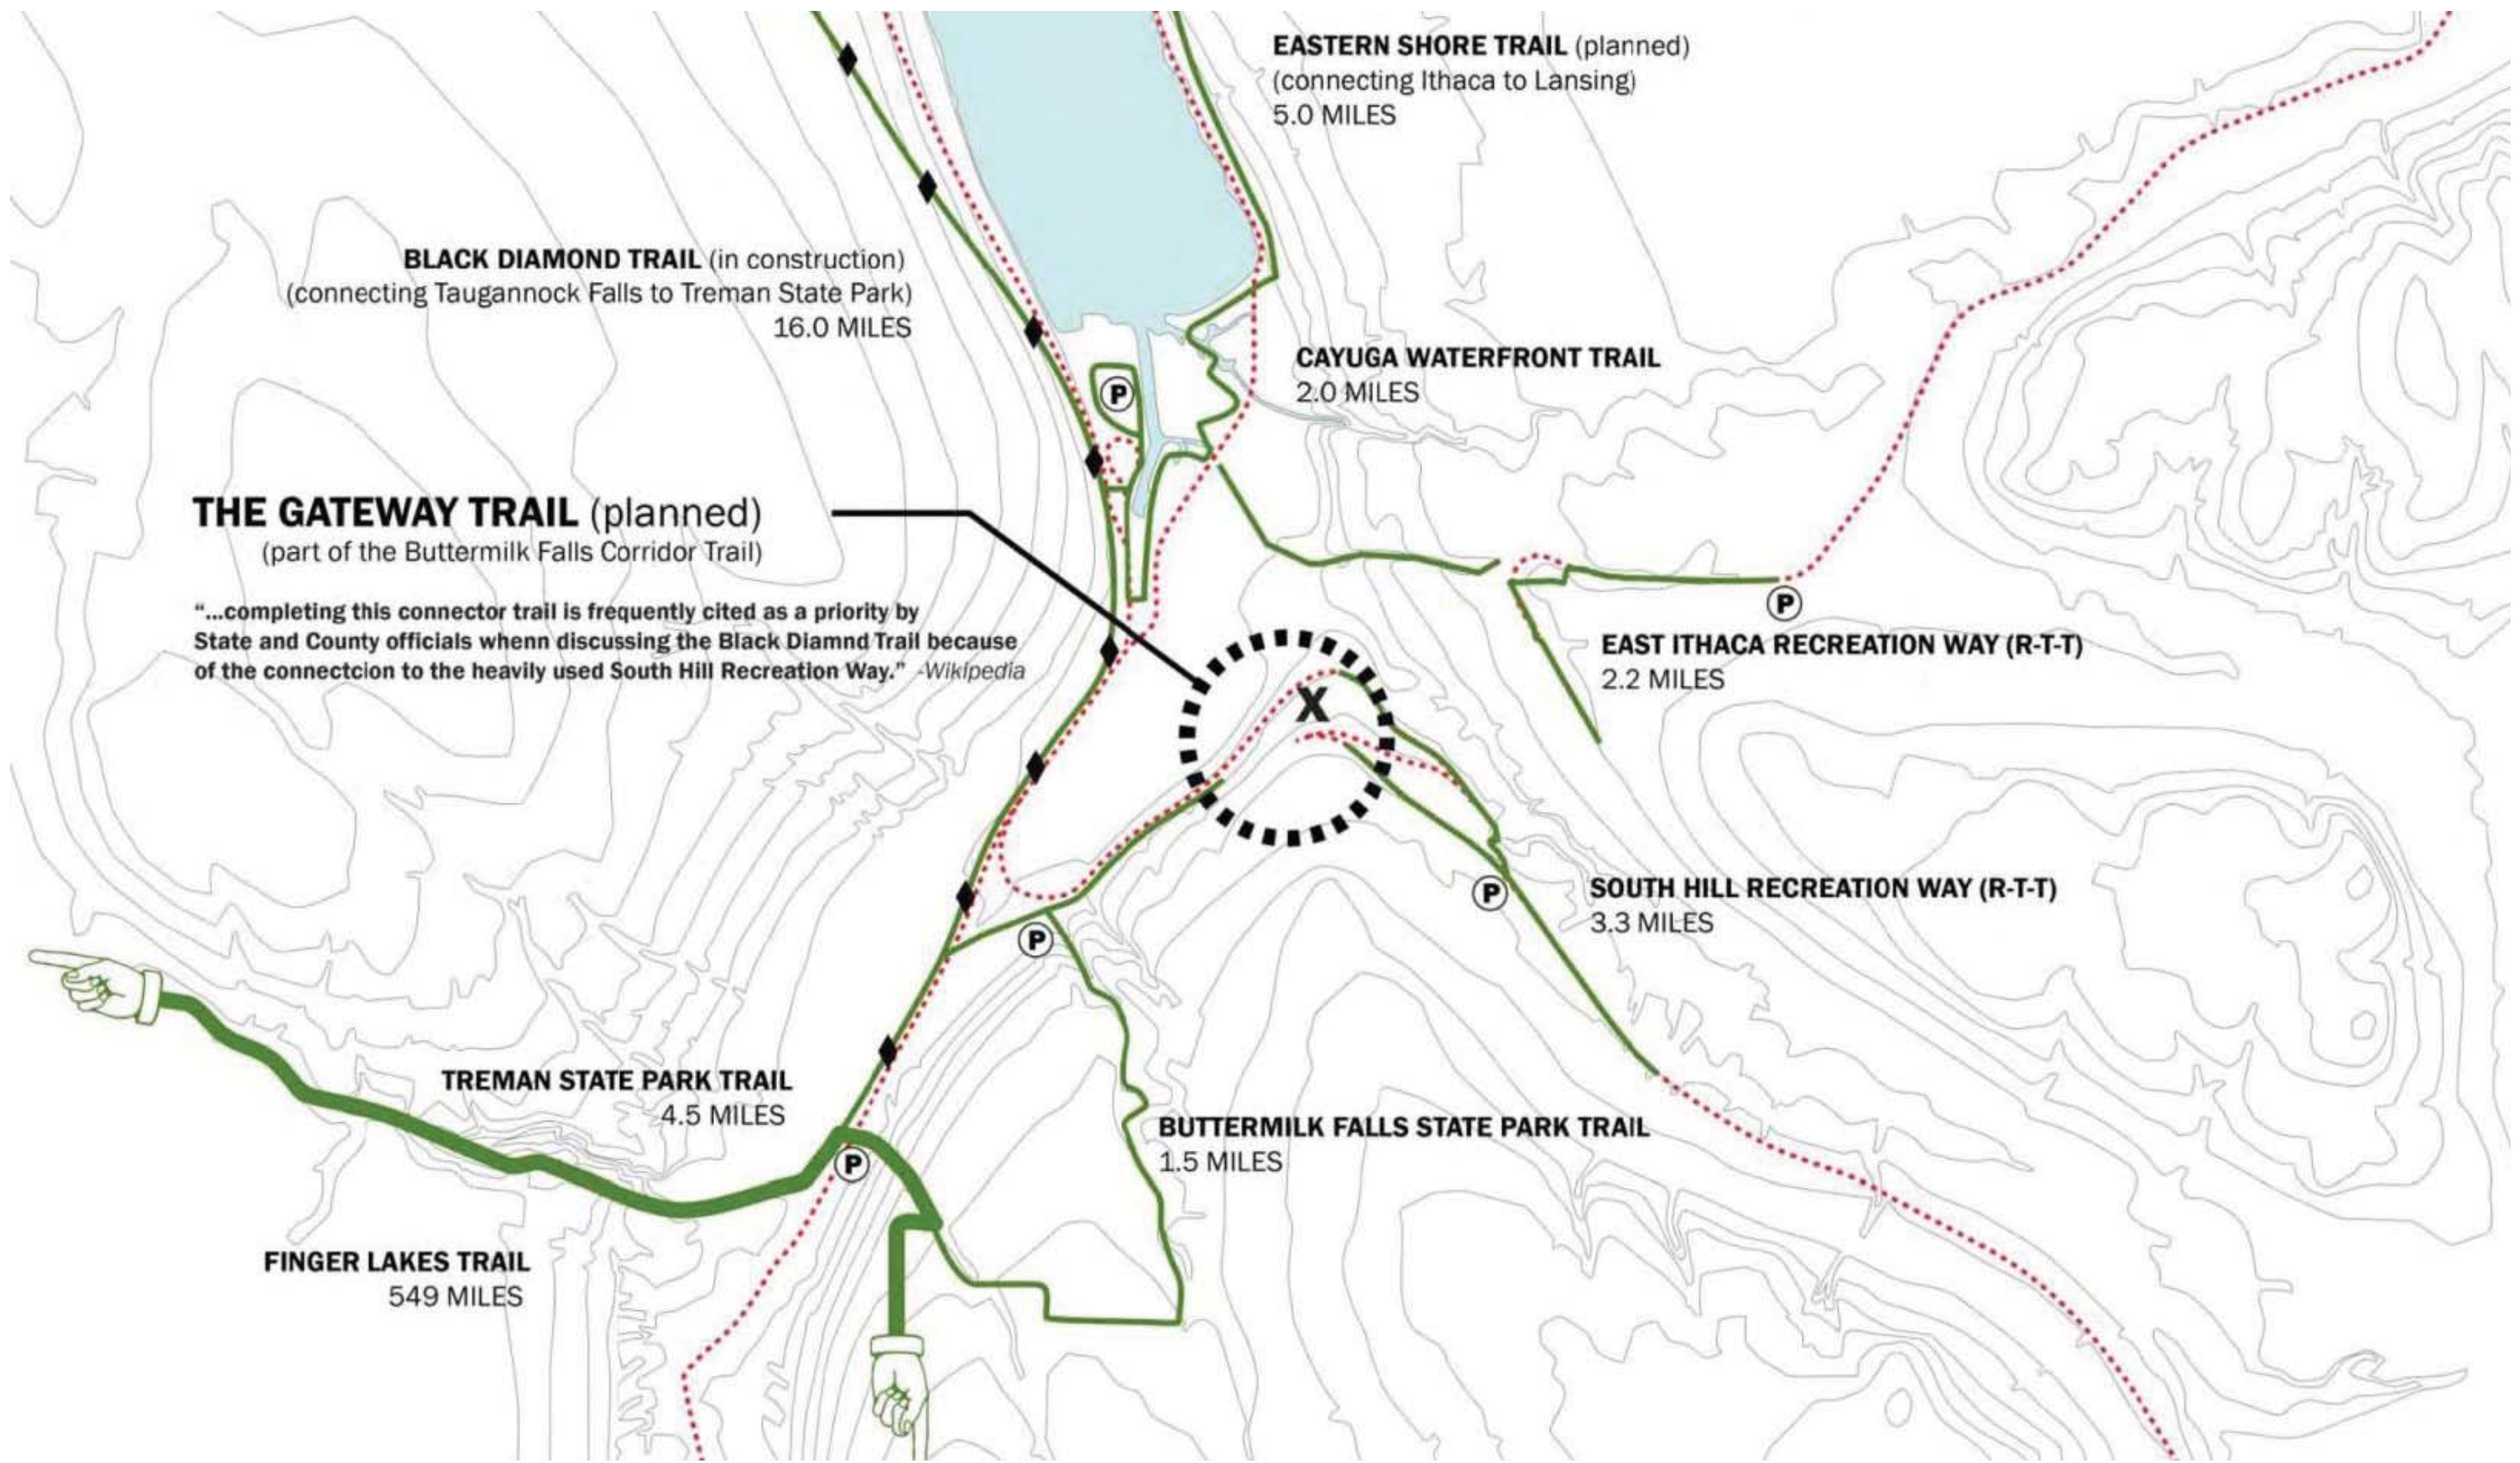 EASTERN SHORE TRAIL (planned)
(connecting Ithaca to Lansing)
5.0 MILES
BLACK DIAMOND TRAIL (in construction)
(connecting Taugannock Falls to Treman State Park)
16.0 MILES
CAYUGA WATERFRONT TRAIL
2.0 MILES
P
THE GATEWAY TRAIL (planned)
(part of the Buttermilk Falls Corridor Trail)
“...completing this connector trail is frequently cited as a priority by
State and County officials whenn discussing the Black Diamnd Trail because
of the connectcion to the heavily used South Hill Recreation Way.” -Wikipedia
P
EAST ITHACA RECREATION WAY (R-T-T)
2.2 MILES
X
P
SOUTH HILL RECREATION WAY (R-T-T)
3.3 MILES
P
TREMAN STATE PARK TRAIL
4.5 MILES
P
BUTTERMILK FALLS STATE PARK TRAIL
1.5 MILES
FINGER LAKES TRAIL
549 MILES